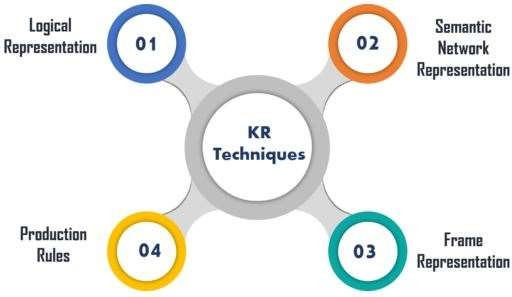 Logical
Representation
01
02
Semantic
Network
Representation
KR
Techniques
Production
Rules
04
03
Frame
Representation